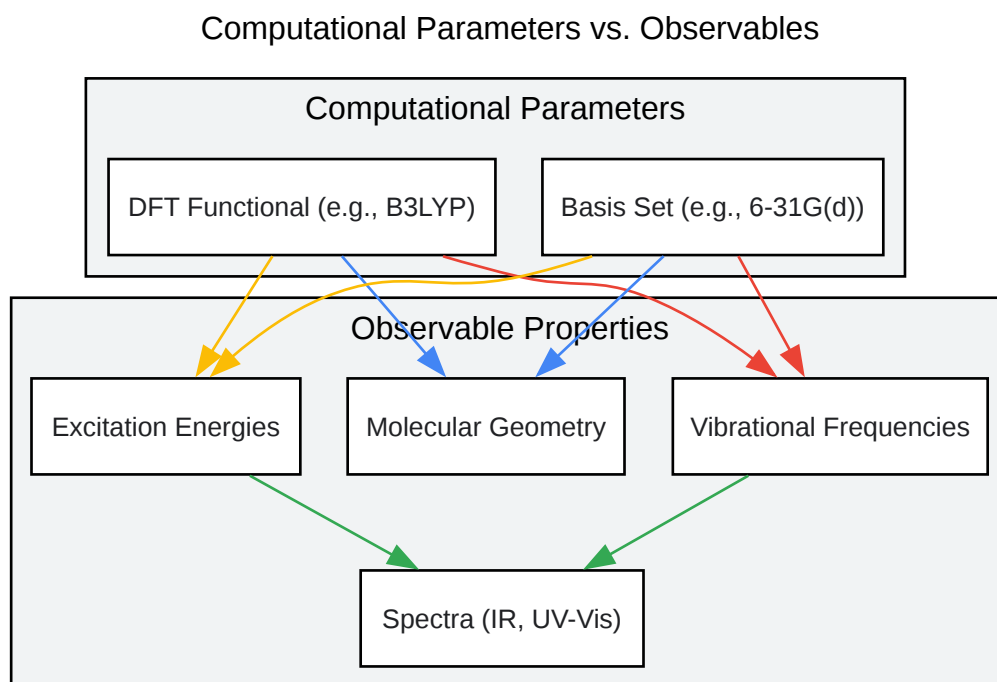 Computational Parameters vs. Observables
Computational Parameters
DFT Functional (e.g., B3LYP)
Basis Set (e.g., 6-31G(d))
Observable Properties
Excitation Energies
Molecular Geometry
Vibrational Frequencies
Spectra (IR, UV-Vis)